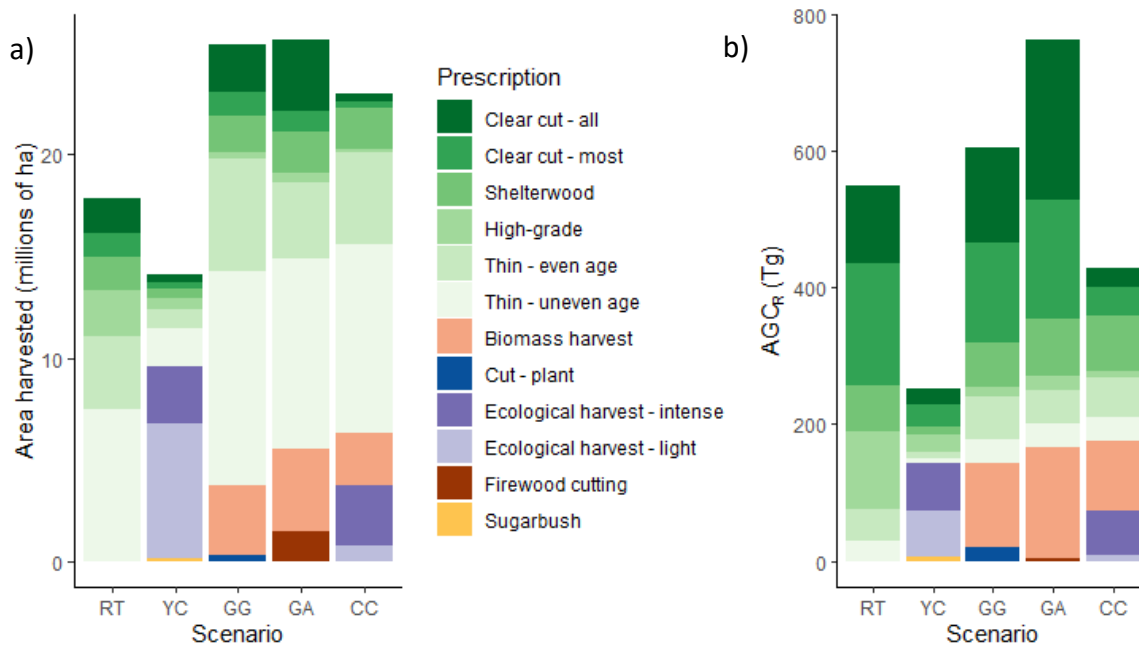 a)
Area harvested (millions of ha)
20
10
0
RT YC GG GA CC
Scenario
Prescription
Clear cut - all
Clear cut - most
Shelterwood
High-grade
Thin - even age
Thin - uneven age
Biomass harvest
Cut - plant
Ecological harvest - intense
Ecological harvest - light
Firewood cutting
Sugarbush
b)
AGCR (Tg)
800
600
400
200
0
RT YC GG GA CC
Scenario